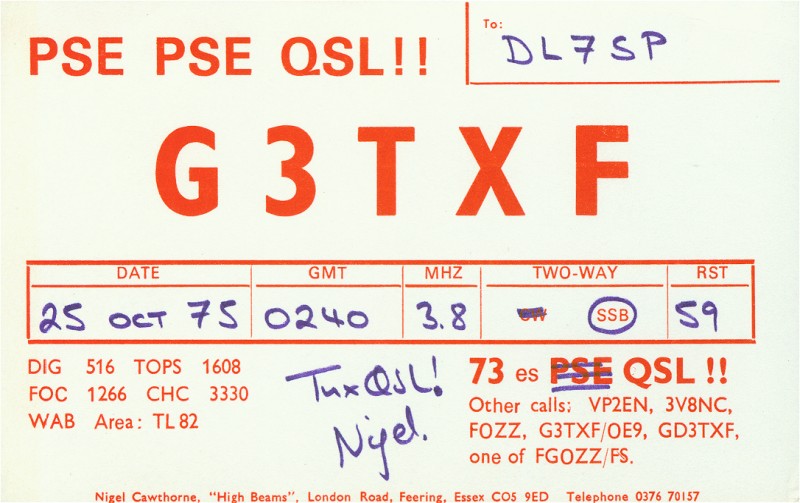 PSE PSE QSL!!
To:
DL7SP
G3TXF
DATE GMT MHZ TWO-WAY RST
25 OCT 75 0240 3.8 CW SSB 59
DIG 516 TOPS 1608
FOC 1266 CHC 3330
WAB Area: TL82
Tnx QSL!
Nigel.
73 es PSE QSL !!
Other calls: VP2EN, 3V8NC,
F0ZZ, G3TXF/OE9, GD3TXF,
one of FG0ZZ/FS.
Nigel Cawthorne, "High Beams", London Road, Feering, Essex CO5 9ED Telephone 0376 70157